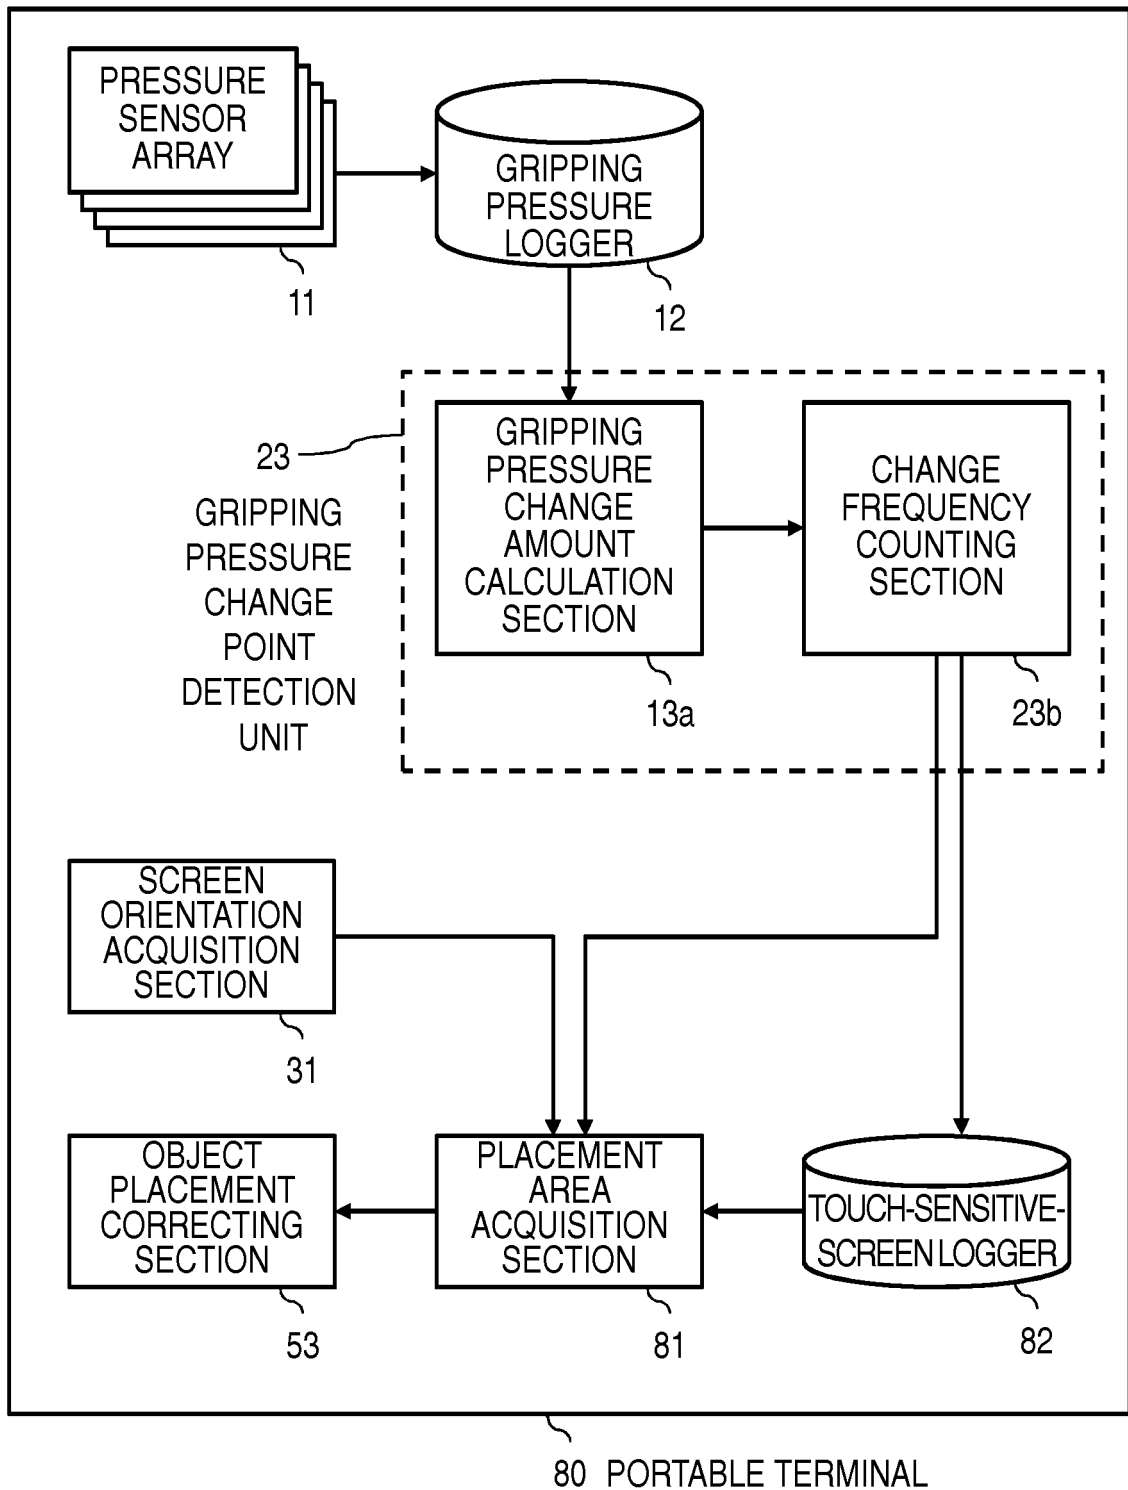 PRESSURE
SENSOR
ARRAY
11
GRIPPING
PRESSURE
LOGGER
12
23
GRIPPING
PRESSURE
CHANGE
POINT
DETECTION
UNIT
GRIPPING
PRESSURE
CHANGE
AMOUNT
CALCULATION
SECTION
13a
CHANGE
FREQUENCY
COUNTING
SECTION
23b
SCREEN
ORIENTATION
ACQUISITION
SECTION
31
OBJECT
PLACEMENT
CORRECTING
SECTION
53
PLACEMENT
AREA
ACQUISITION
SECTION
81
TOUCH-SENSITIVE-
SCREEN LOGGER
82
80 PORTABLE TERMINAL